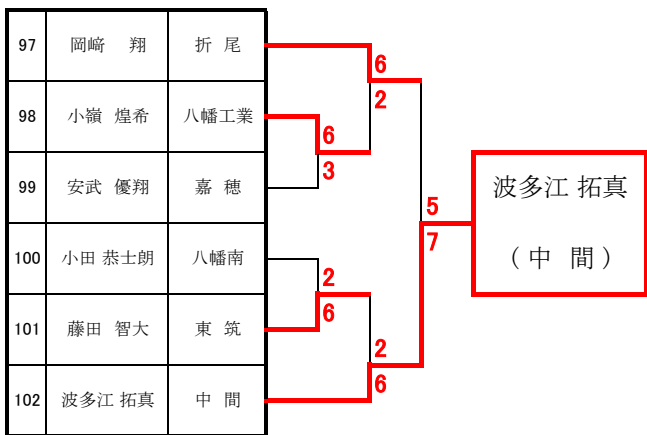 97 岡﨑 翔 折 尾
98 小嶺 煌希 八幡工業
99 安武 優翔 嘉 穂
100 小田 恭士朗 八幡南
101 藤田 智大 東 筑
102 波多江 拓真 中 間
6
2
6
3
5
7
2
6
2
6
波多江 拓真
（ 中 間 ）